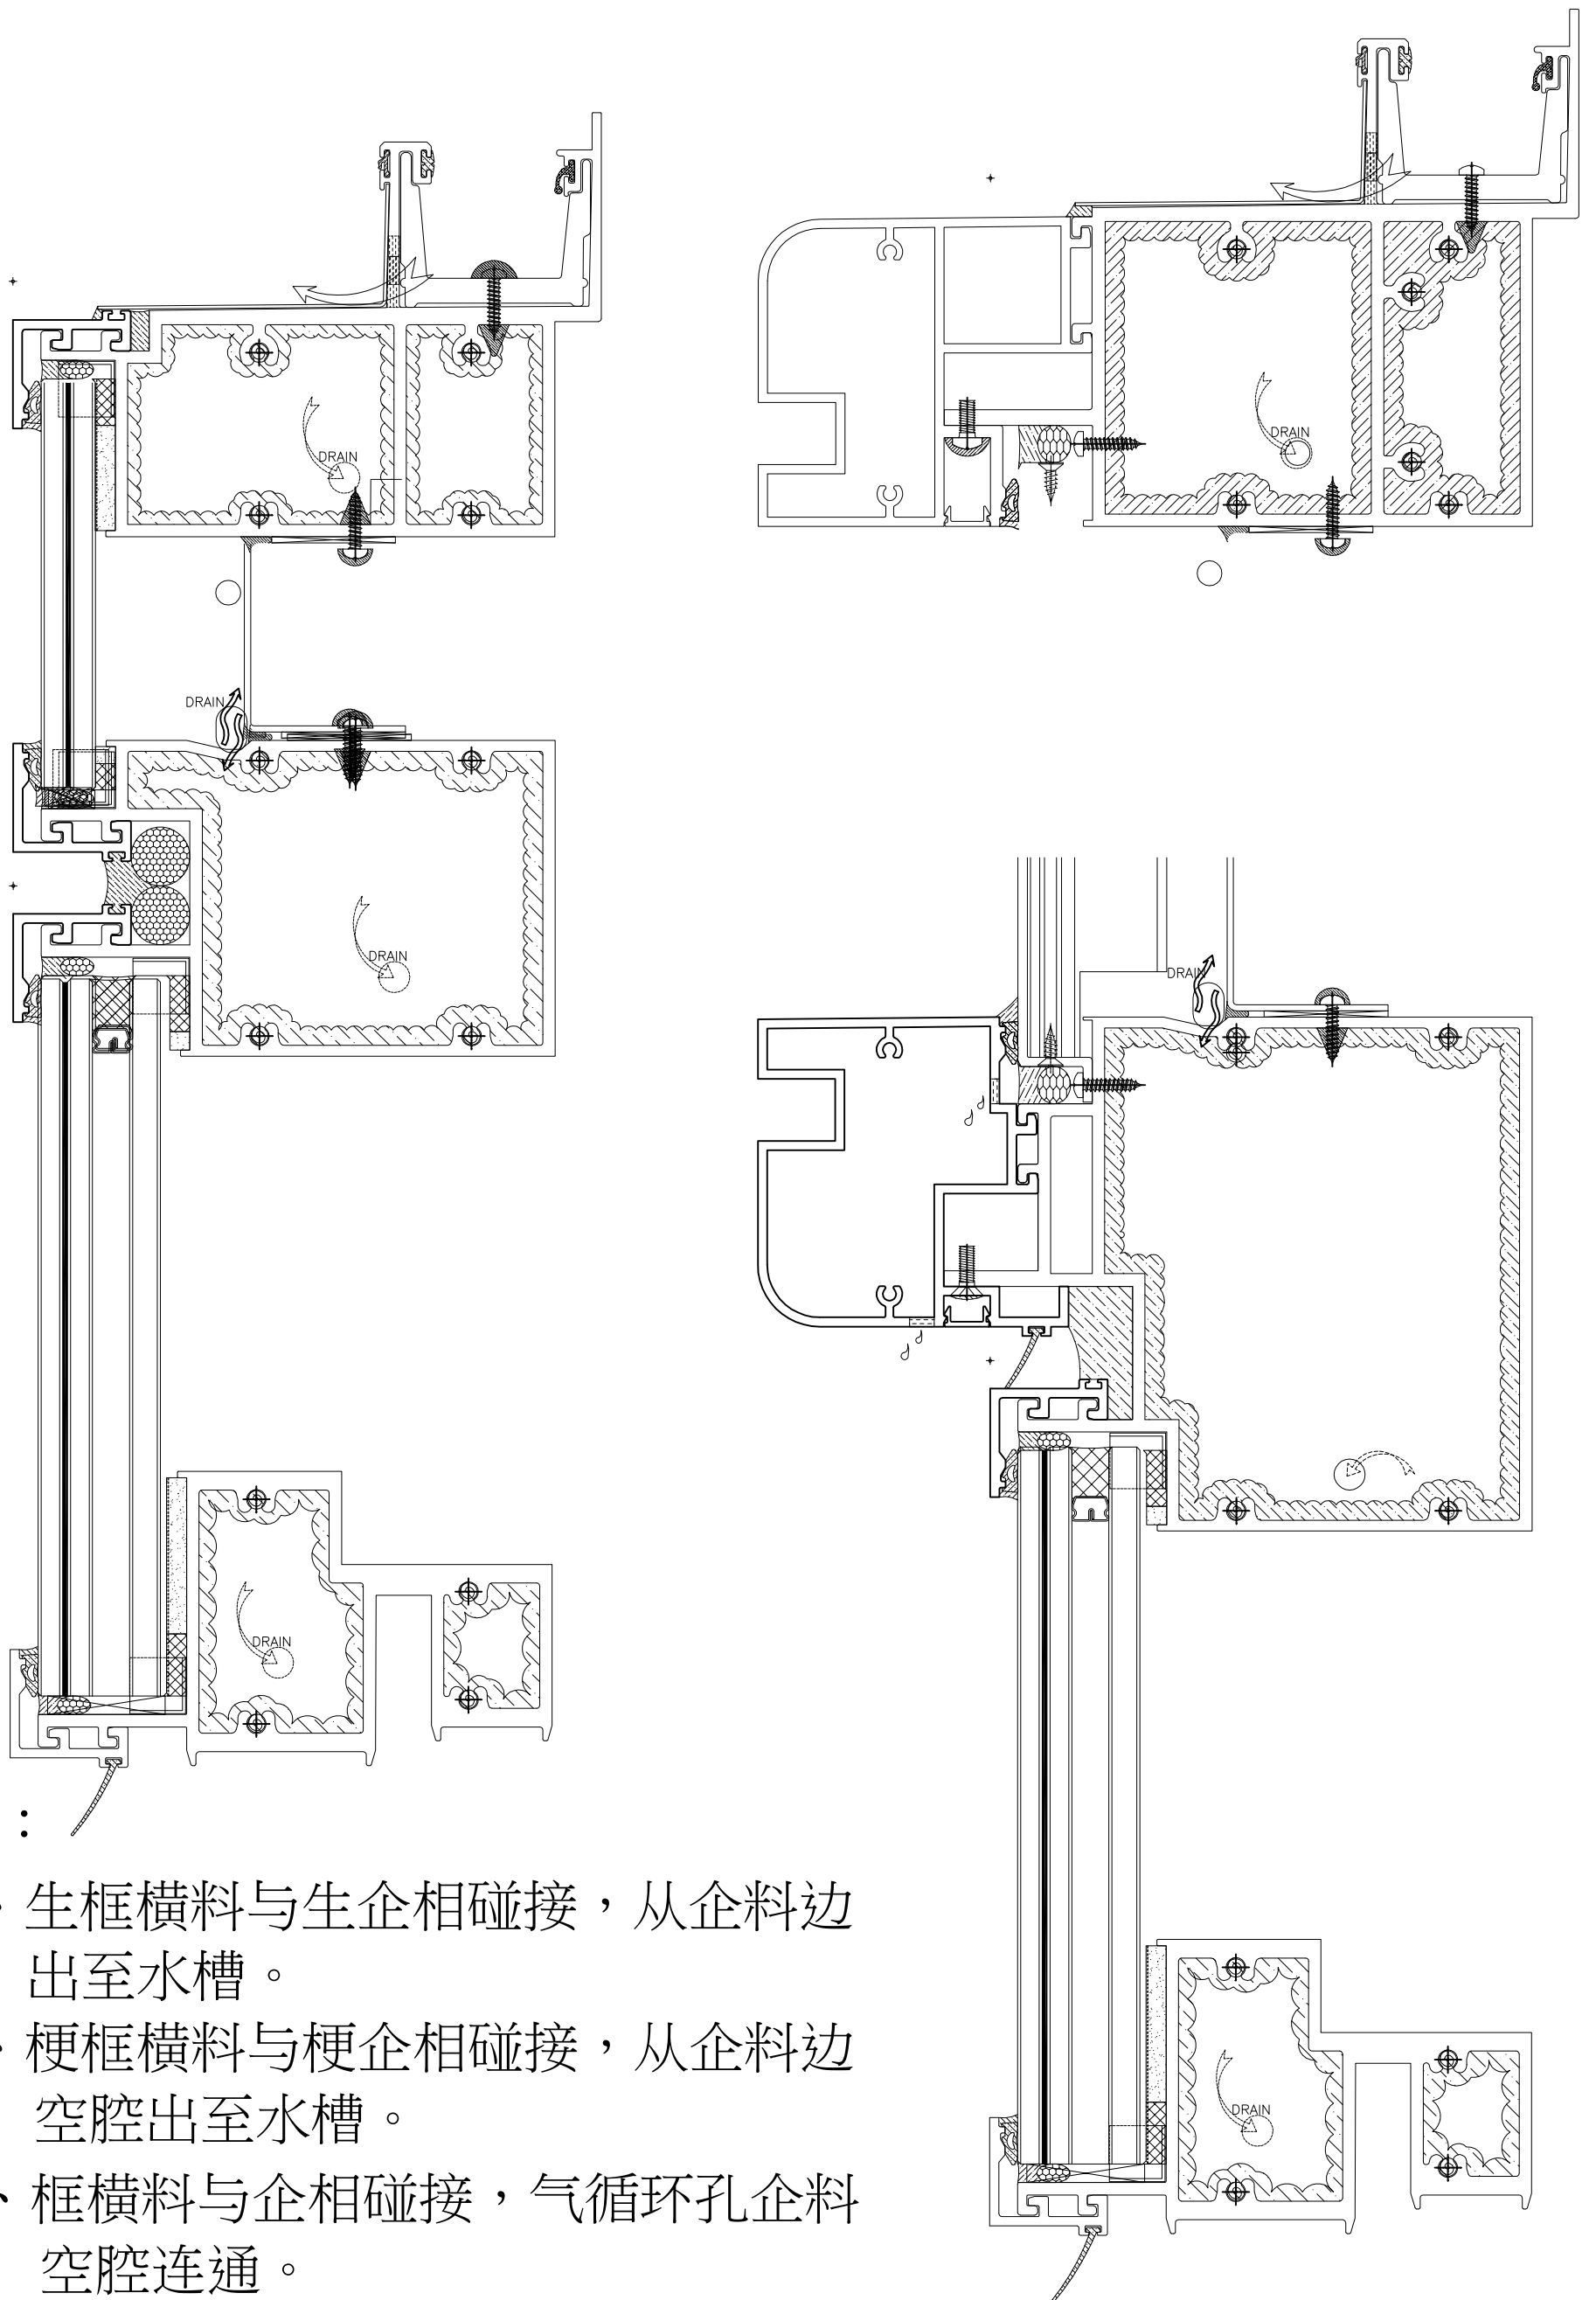 DRAIN
DRAIN
DRAIN
DRAIN
DRAIN
DRAIN
DRAIN
DRAIN
:
、生框横料与生企相碰接，从企料边
出至水槽。
、梗框横料与梗企相碰接，从企料边
空腔出至水槽。
、框横料与企相碰接，气循环孔企料
空腔连通。